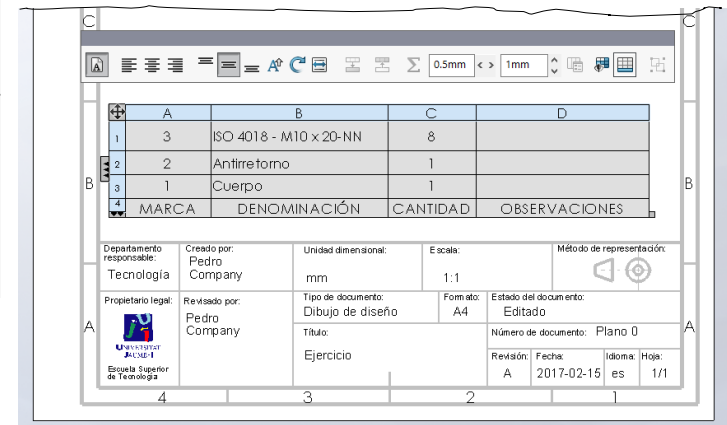 C C
A 0.5mm 1mm
A B C D
1 3 ISO 4018 - M10 x 20-NN 8
2 2 Antirretorno 1
3 1 Cuerpo 1
4 MARCA DENOMINACIÓN CANTIDAD OBSERVACIONES
B B
Departamento responsable: Creado por: Unidad dimensional: Escala: Método de representación:
Tecnología Pedro Company mm 1:1
Propietario legal: Revisado por: Tipo de documento: Formato: Estado del documento:
Pedro Company Dibujo de diseño A4 Editado
UNIVERSITAT JAUME·I
Título: Número de documento: Plano 0
A A
Ejercicio
Revisión: Fecha: Idioma: Hoja:
Escuela Superior de Tecnología
A 2017-02-15 es 1/1
4 3 2 1